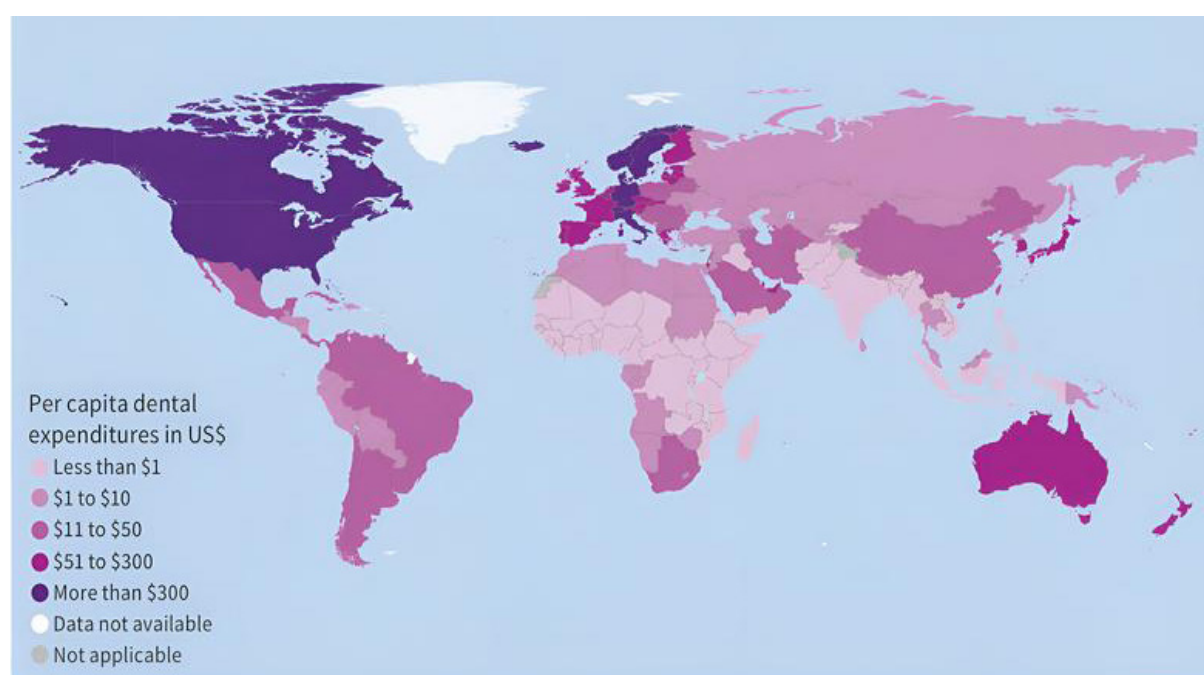 Per capita dental
expenditures in US$
Less than $1
$1 to $10
$11 to $50
$51 to $300
More than $300
Data not available
Not applicable